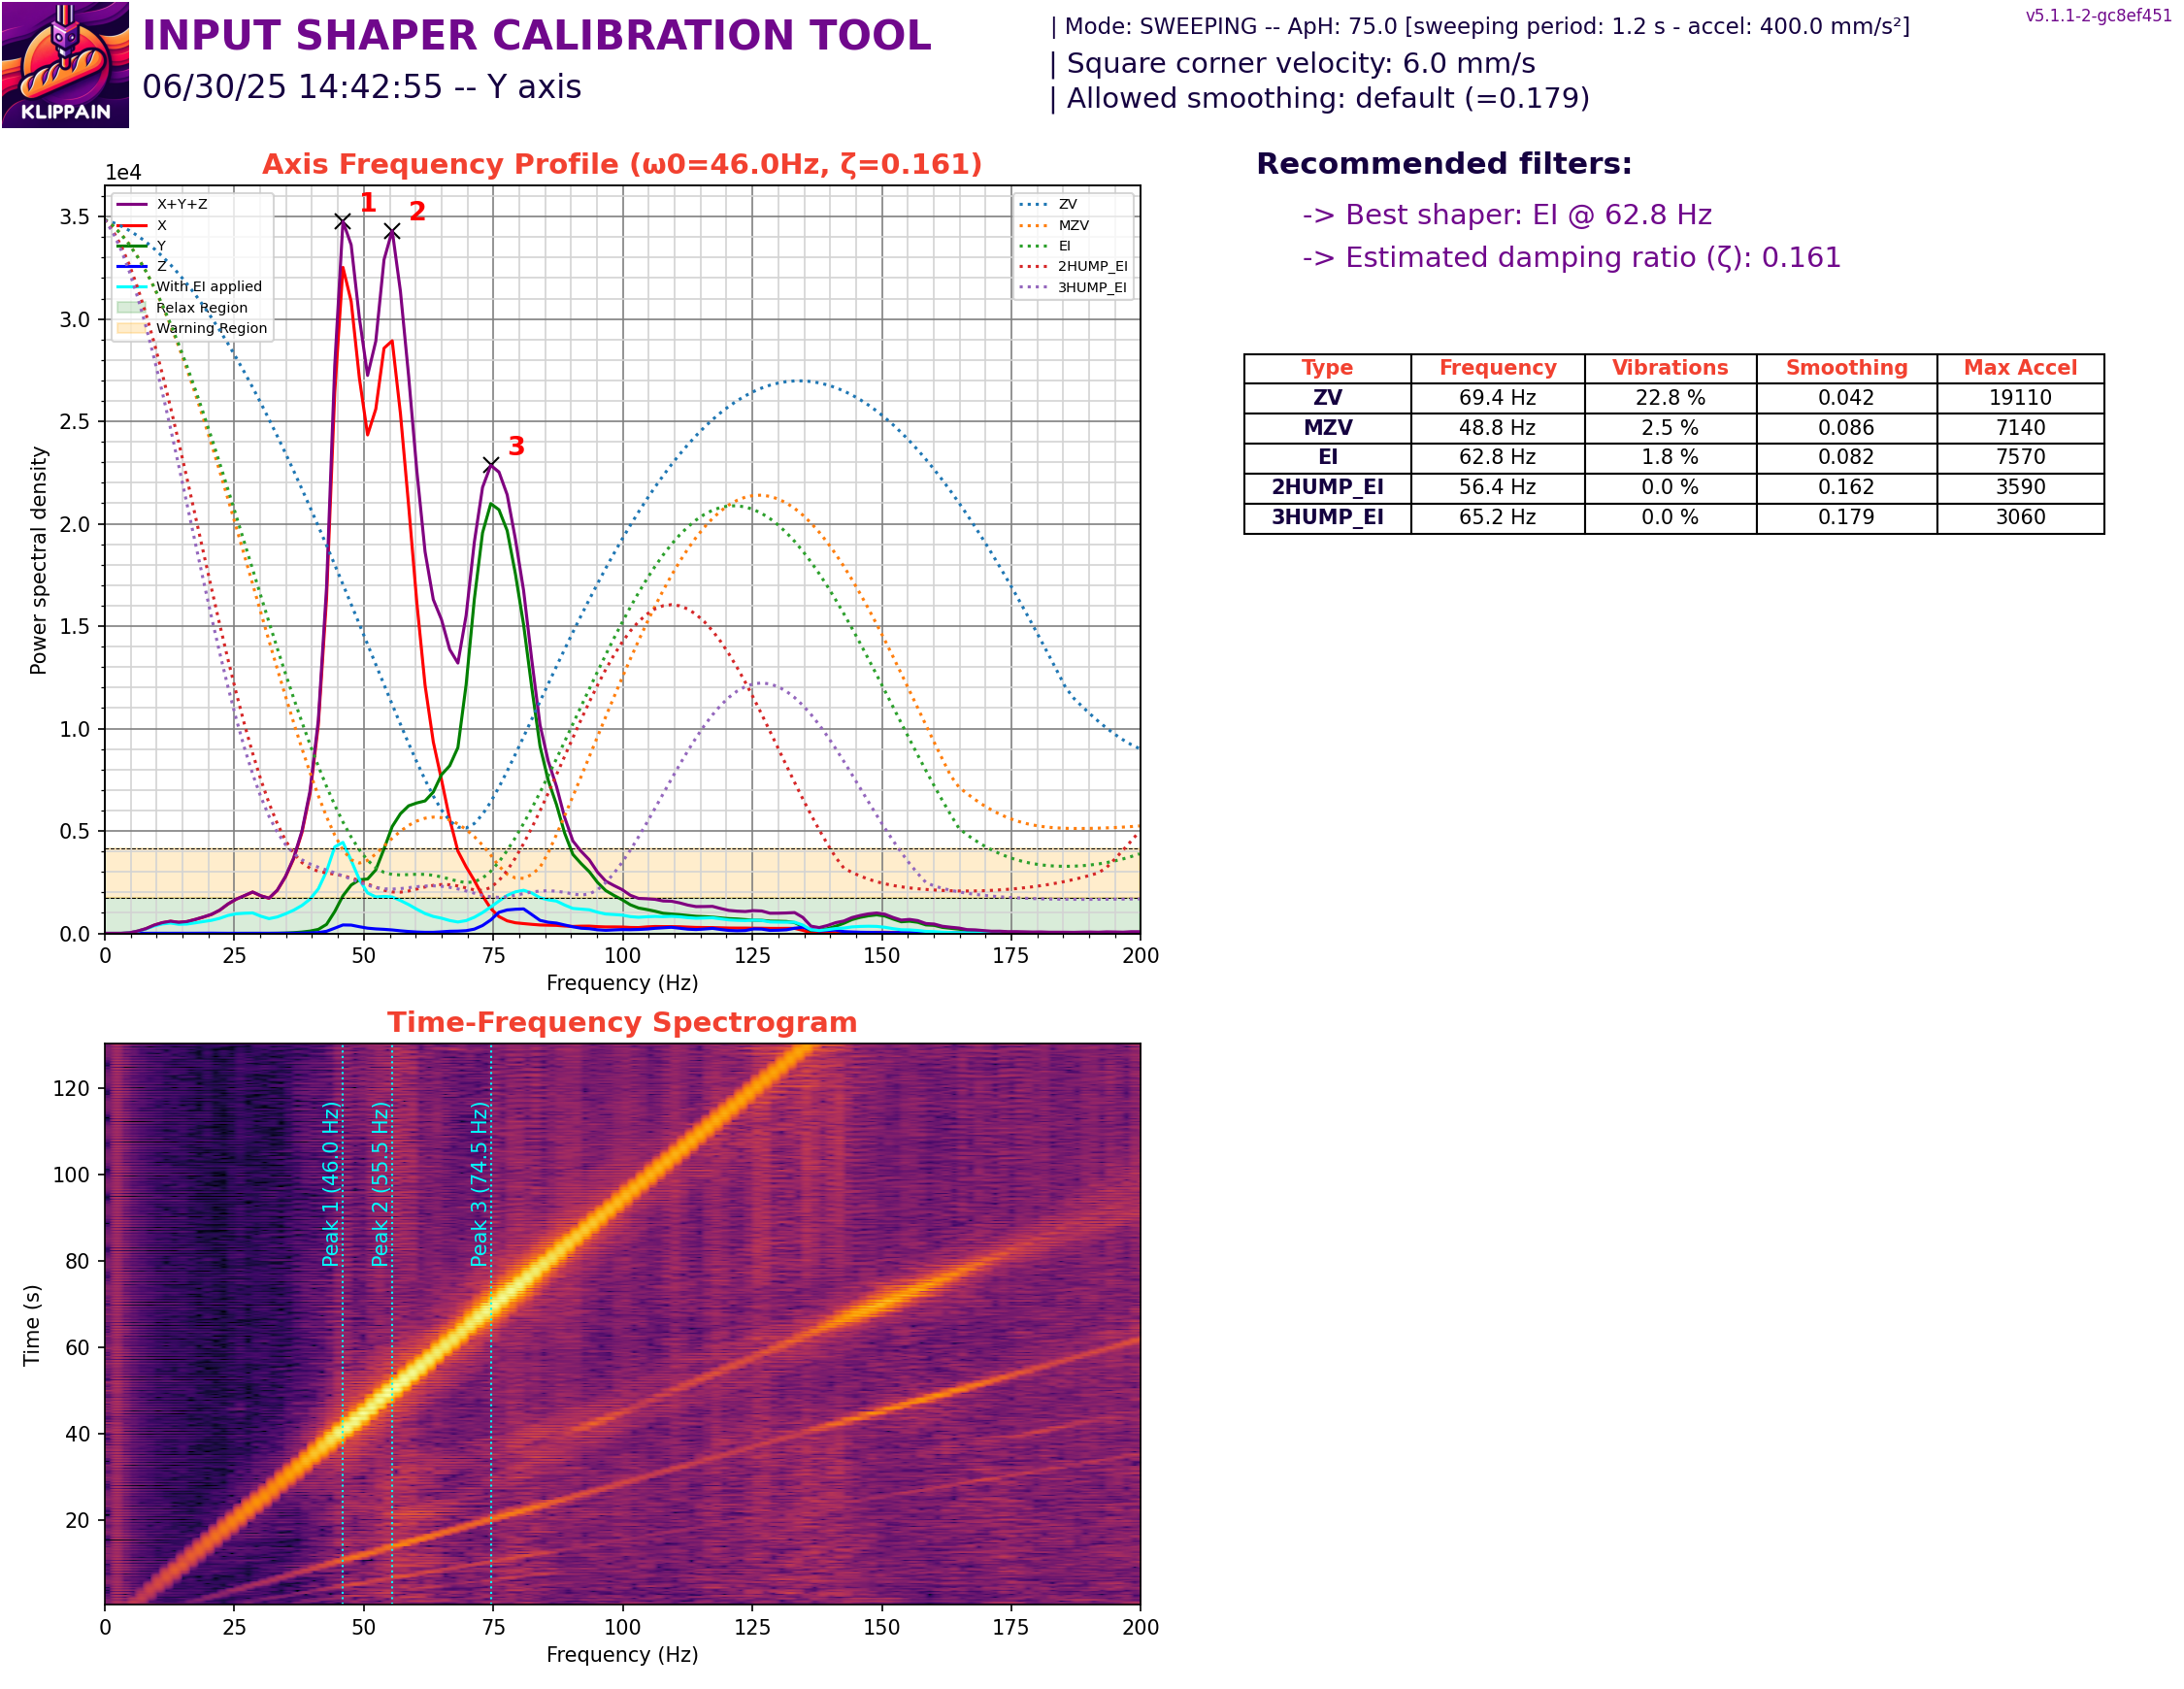 KLIPPAIN
INPUT SHAPER CALIBRATION TOOL
06/30/25 14:42:55 -- Y axis
| Mode: SWEEPING -- ApH: 75.0 [sweeping period: 1.2 s - accel: 400.0 mm/s²]
| Square corner velocity: 6.0 mm/s
| Allowed smoothing: default (=0.179)
v5.1.1-2-gc8ef451
Axis Frequency Profile (ω0=46.0Hz, ζ=0.161)
1e4
X+Y+Z
X
Y
Z
With EI applied
Relax Region
Warning Region
ZV
MZV
EI
2HUMP_EI
3HUMP_EI
1
2
3
Power spectral density
3.5
3.0
2.5
2.0
1.5
1.0
0.5
0.0
0 25 50 75 100 125 150 175 200
Frequency (Hz)
Recommended filters:
-> Best shaper: EI @ 62.8 Hz
-> Estimated damping ratio (ζ): 0.161
Type Frequency Vibrations Smoothing Max Accel
ZV 69.4 Hz 22.8 % 0.042 19110
MZV 48.8 Hz 2.5 % 0.086 7140
EI 62.8 Hz 1.8 % 0.082 7570
2HUMP_EI 56.4 Hz 0.0 % 0.162 3590
3HUMP_EI 65.2 Hz 0.0 % 0.179 3060
Time-Frequency Spectrogram
Time (s)
120
100
80
60
40
20
Peak 1 (46.0 Hz)
Peak 2 (55.5 Hz)
Peak 3 (74.5 Hz)
0 25 50 75 100 125 150 175 200
Frequency (Hz)